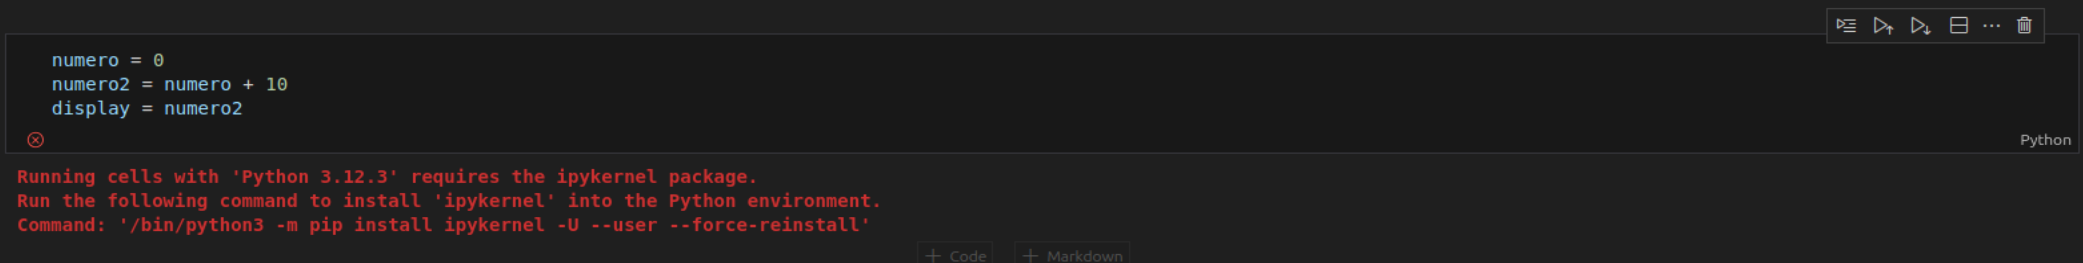 numero = 0
numero2 = numero + 10
display = numero2
Python
Running cells with 'Python 3.12.3' requires the ipykernel package.
Run the following command to install 'ipykernel' into the Python environment.
Command: '/bin/python3 -m pip install ipykernel -U --user --force-reinstall'
+ Code + Markdown